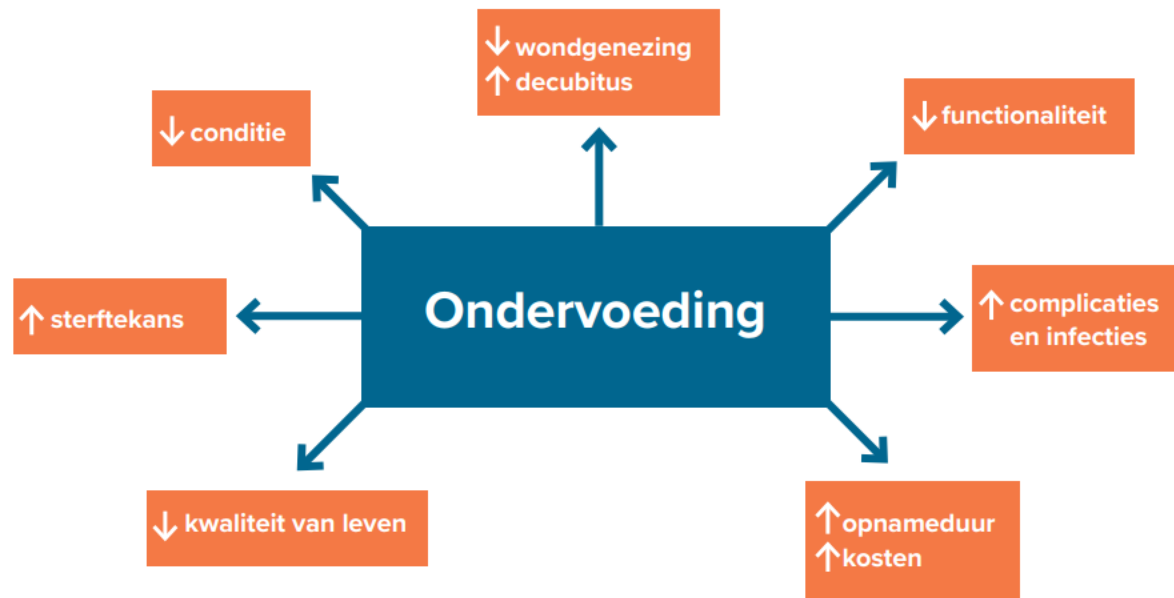 ↓ wondgenezing
↑ decubitus
↓ conditie
↓ functionaliteit
Ondervoeding
↑ sterftekans
↑ complicaties
en infecties
↓ kwaliteit van leven
↑ opnameduur
↑ kosten